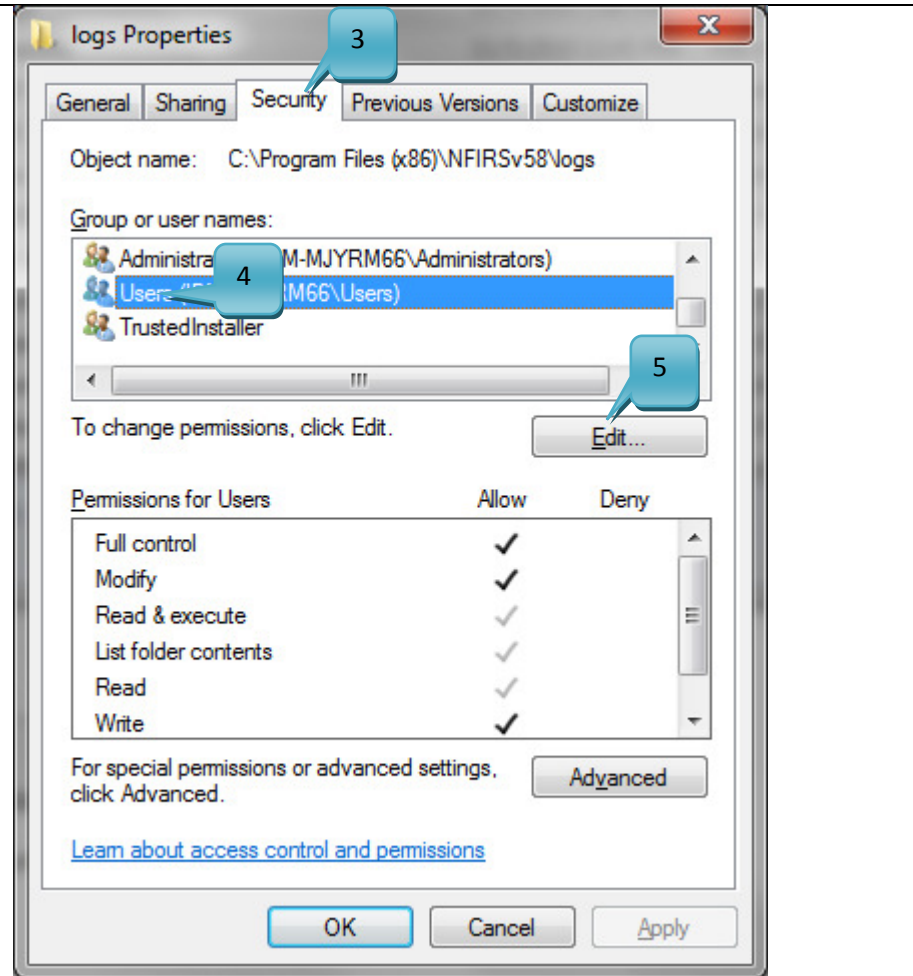 logs Properties
3
General Sharing Security Previous Versions Customize
Object name: C:\Program Files (x86)\NFIRSv58\logs
Group or user names:
M-MJYRM66\Administrators)
4
Users RM66\Users)
TrustedInstaller
5
To change permissions, click Edit.
Edit...
Permissions for Users Allow Deny
Full control
Modify
Read & execute
List folder contents
Read
Write
For special permissions or advanced settings,
click Advanced.
Advanced
Learn about access control and permissions
OK Cancel Apply